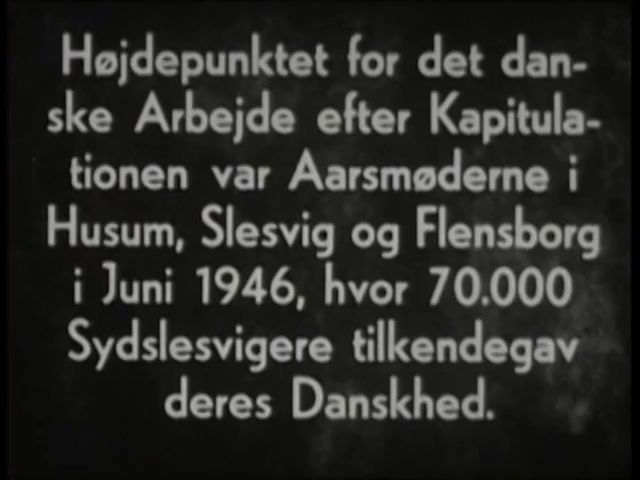 Højdepunktet for det dan-
ske Arbejde efter Kapitula-
tionen var Aarsmøderne i
Husum, Slesvig og Flensborg
i Juni 1946, hvor 70.000
Sydslesvigere tilkendegav
deres Danskhed.